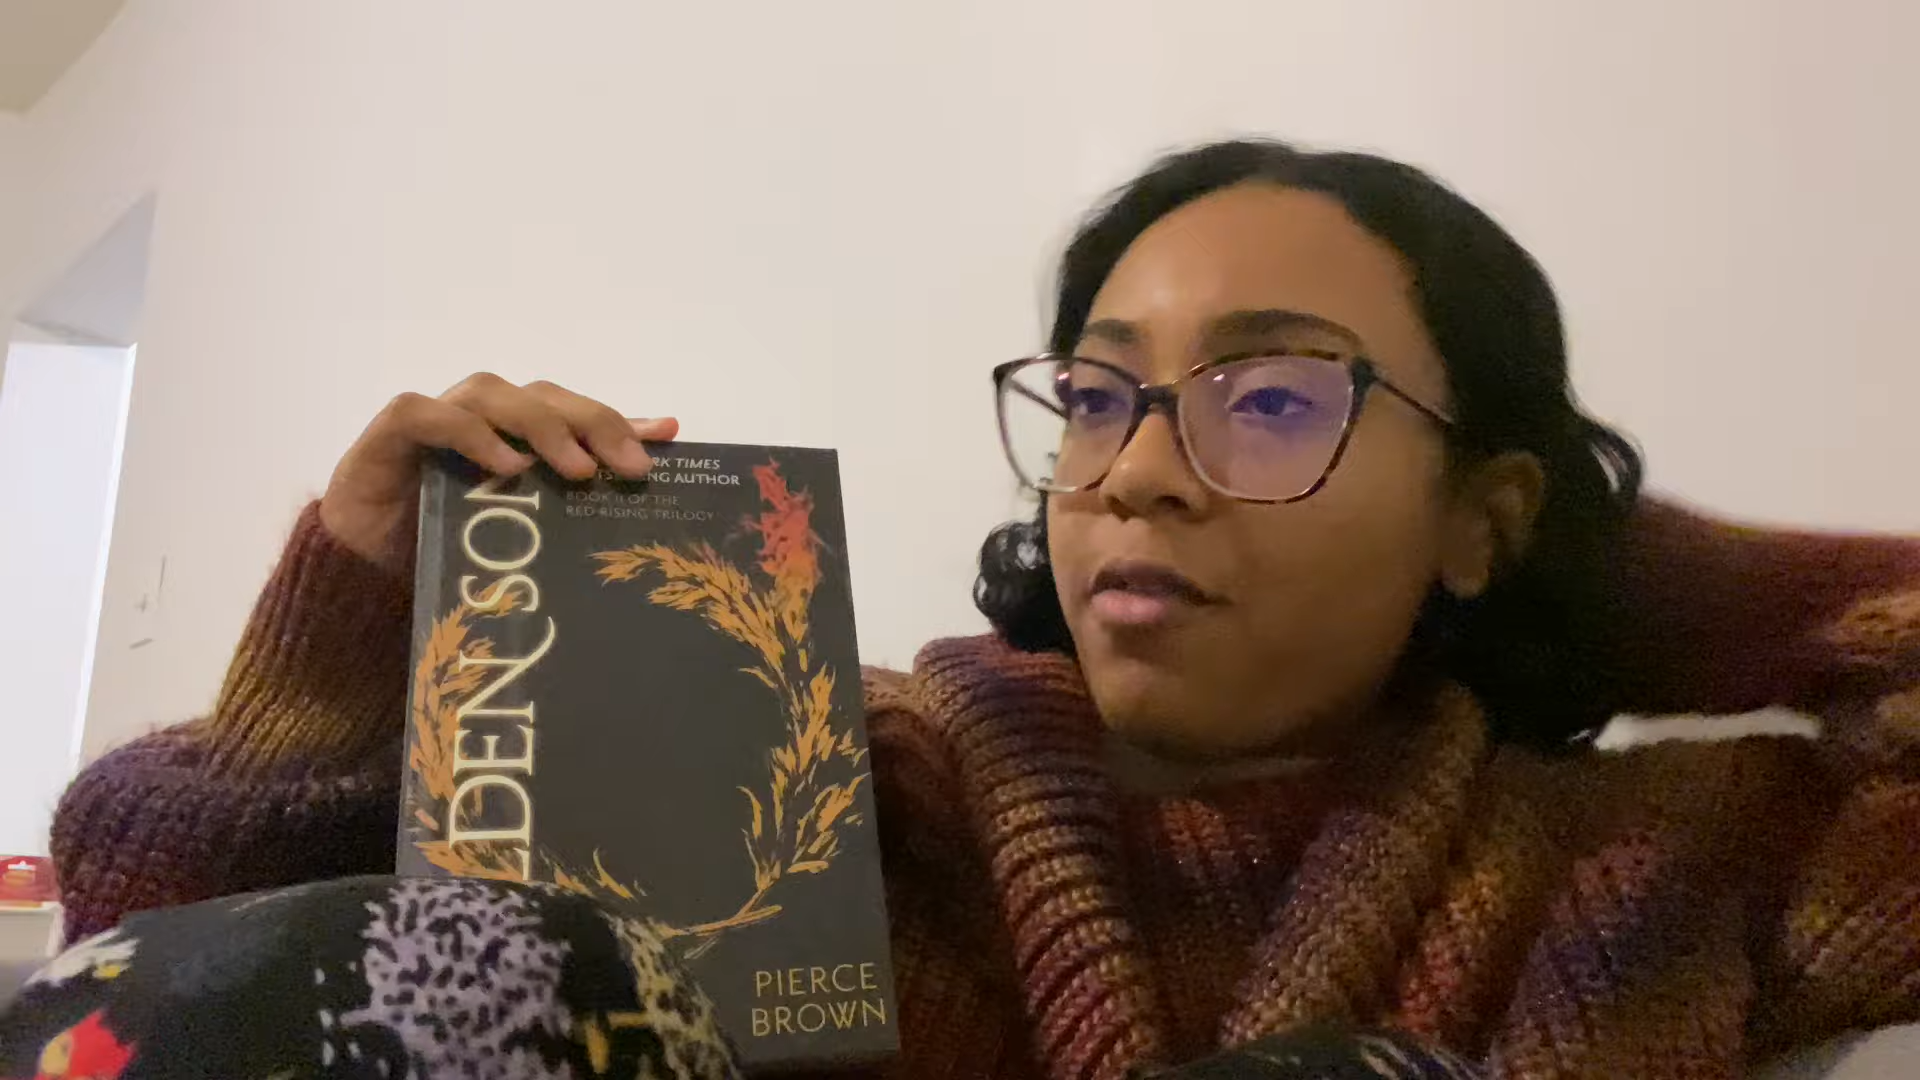 RK TIMES
NG AUTHOR
BOOK II OF THE
RED RISING TRILOGY
DEN SON
PIERCE
BROWN